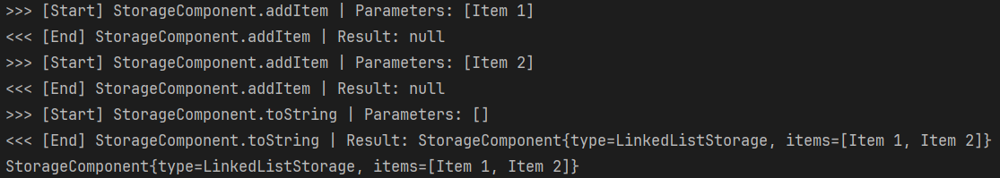 >>> [Start] StorageComponent.addItem | Parameters: [Item 1]
<<< [End] StorageComponent.addItem | Result: null
>>> [Start] StorageComponent.addItem | Parameters: [Item 2]
<<< [End] StorageComponent.addItem | Result: null
>>> [Start] StorageComponent.toString | Parameters: []
<<< [End] StorageComponent.toString | Result: StorageComponent{type=LinkedListStorage, items=[Item 1, Item 2]}
StorageComponent{type=LinkedListStorage, items=[Item 1, Item 2]}